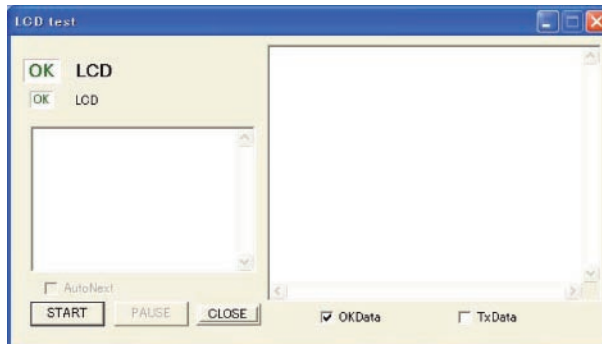 LCD test
OK LCD
OK LCD
AutoNext
START PAUSE CLOSE
OKData TxData